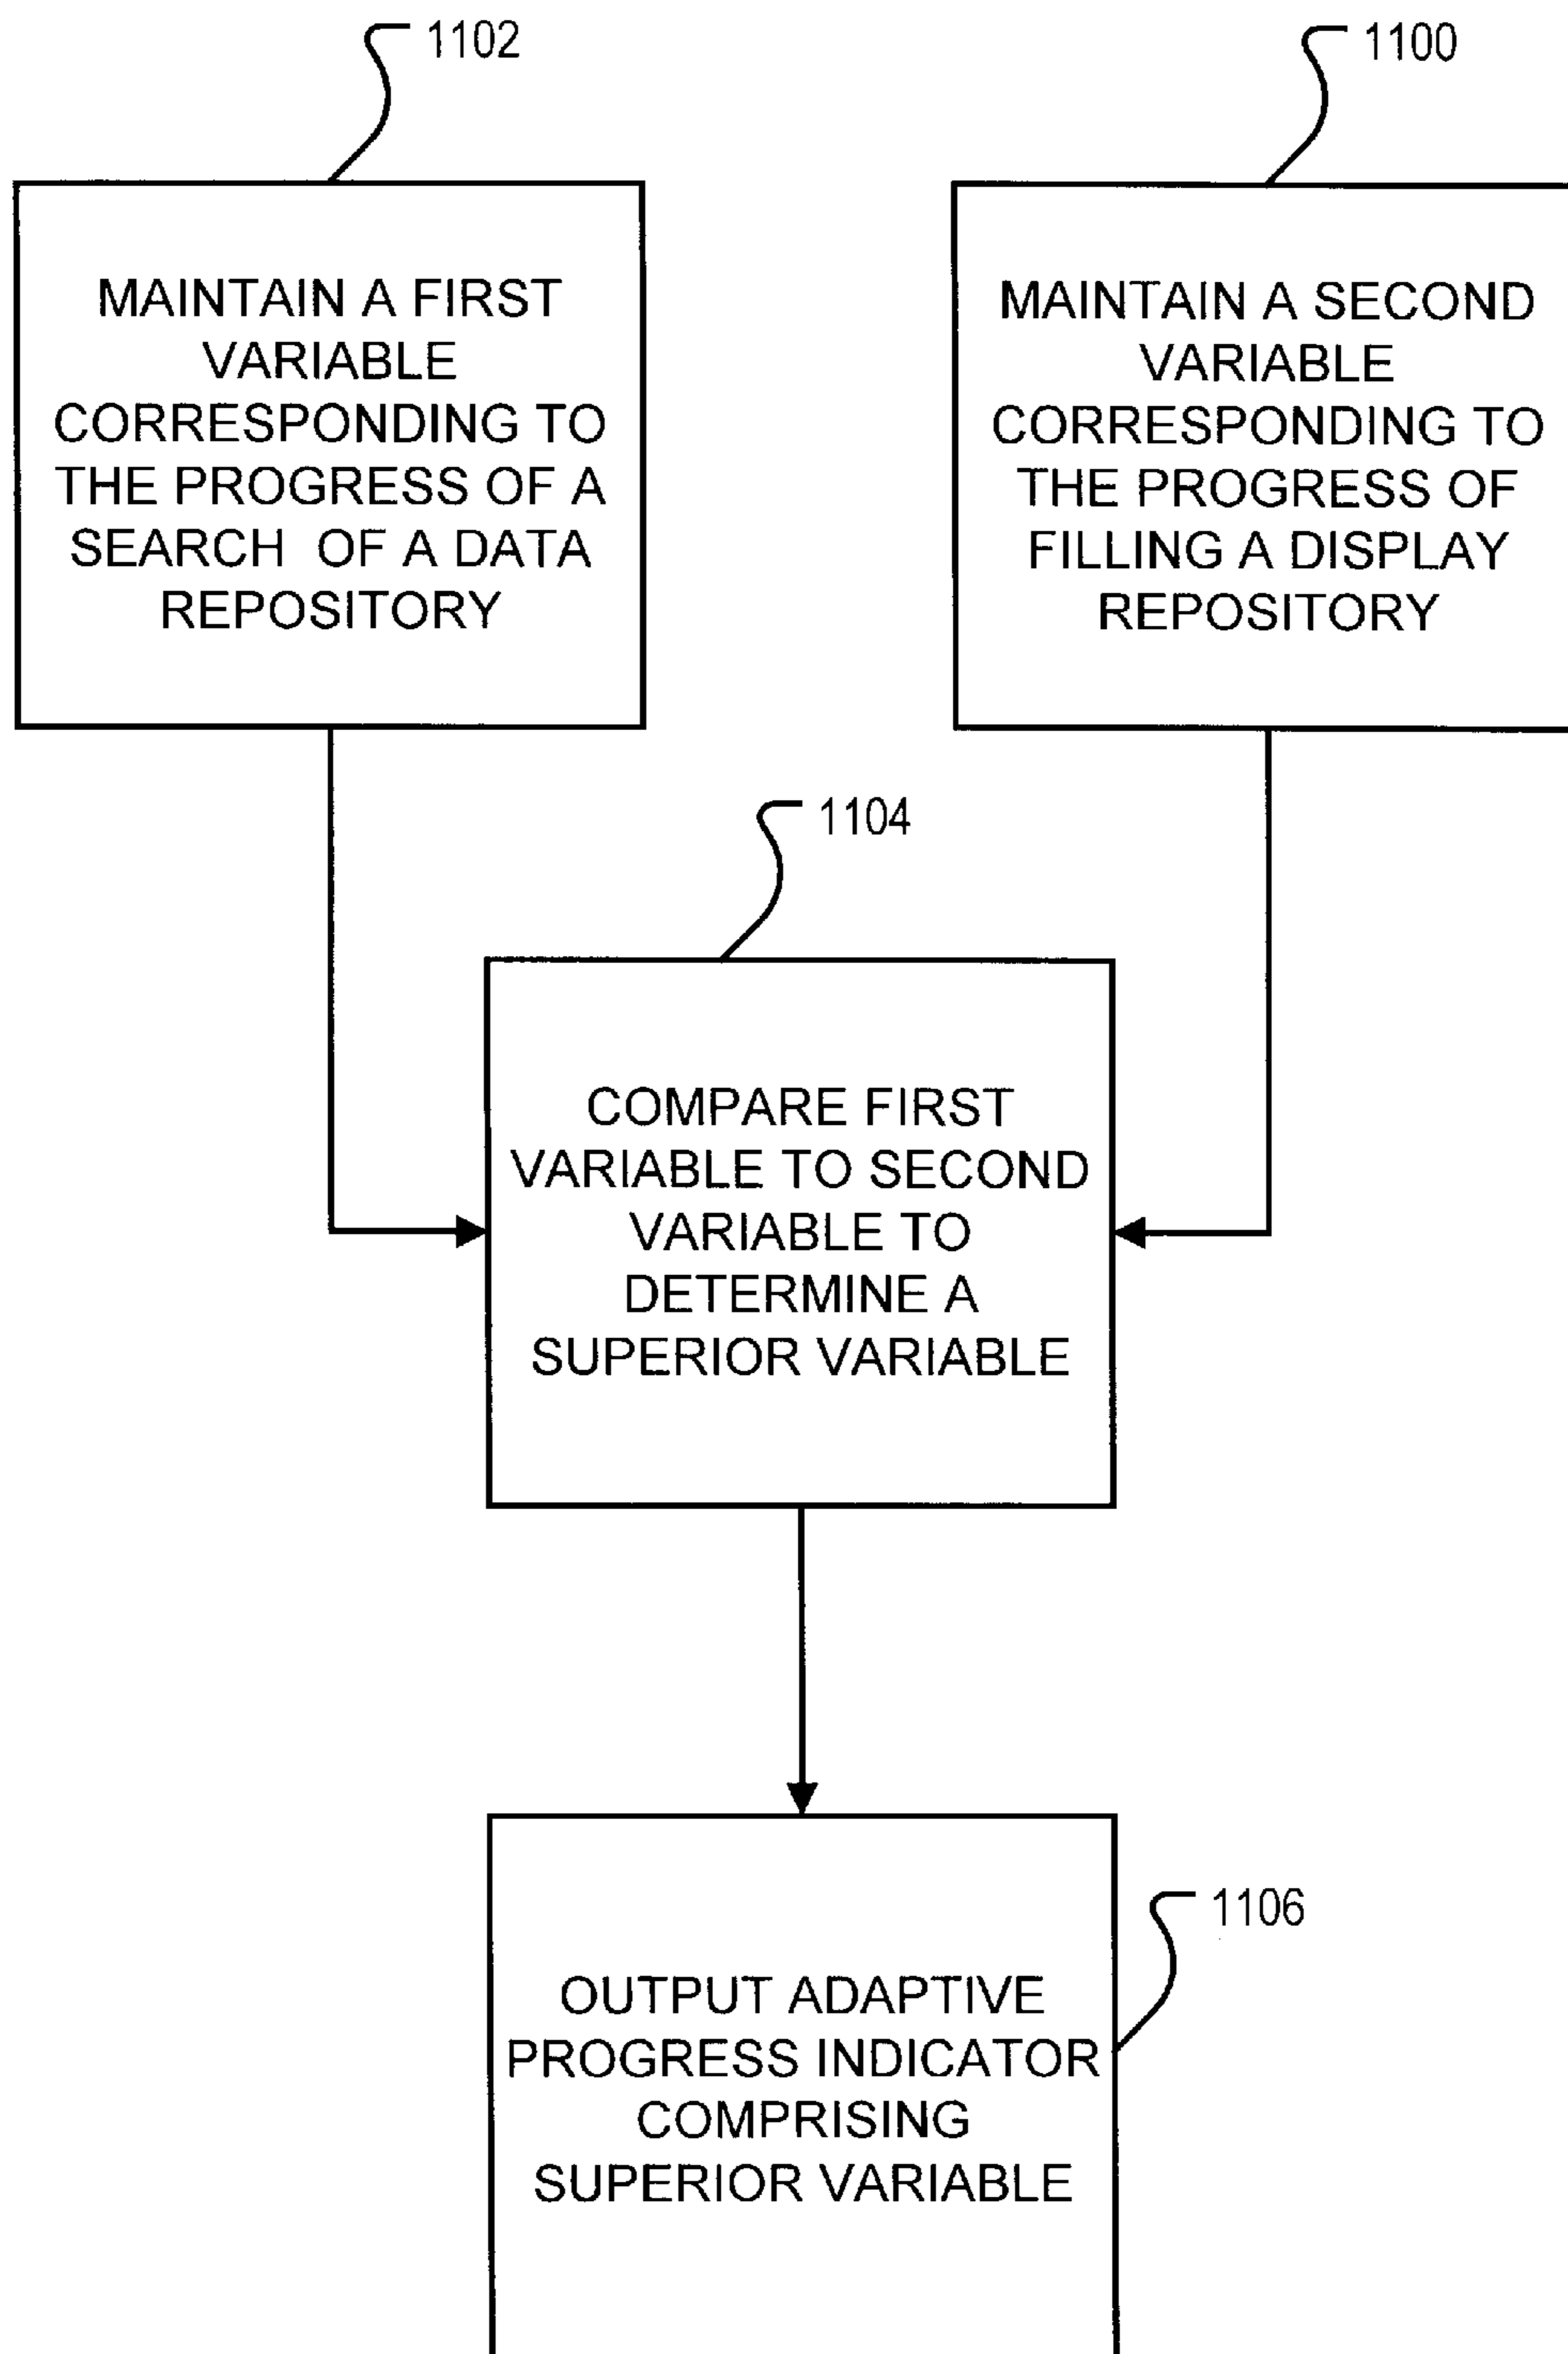 1102
1100
MAINTAIN A FIRST
VARIABLE
CORRESPONDING TO
THE PROGRESS OF A
SEARCH OF A DATA
REPOSITORY
MAINTAIN A SECOND
VARIABLE
CORRESPONDING TO
THE PROGRESS OF
FILLING A DISPLAY
REPOSITORY
1104
COMPARE FIRST
VARIABLE TO SECOND
VARIABLE TO
DETERMINE A
SUPERIOR VARIABLE
1106
OUTPUT ADAPTIVE
PROGRESS INDICATOR
COMPRISING
SUPERIOR VARIABLE